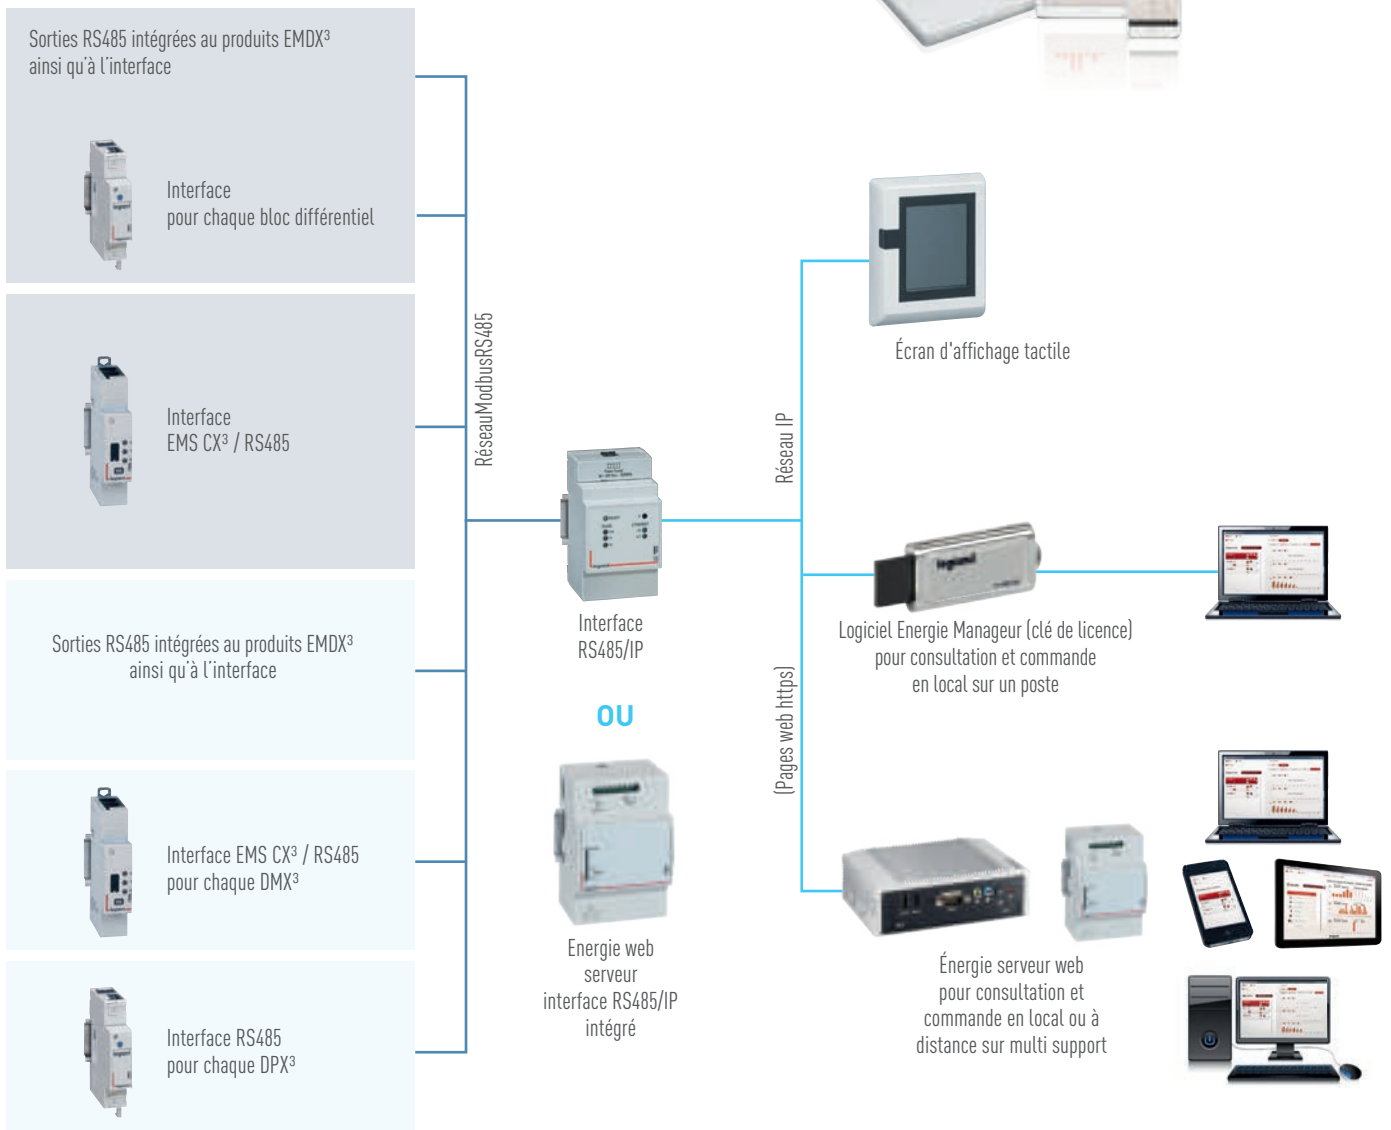 Sorties RS485 intégrées au produits EMDX³
ainsi qu'à l'interface
Interface
pour chaque bloc différentiel
Interface
EMS CX³ / RS485
Sorties RS485 intégrées au produits EMDX³
ainsi qu'à l'interface
Interface EMS CX³ / RS485
pour chaque DMX³
Interface RS485
pour chaque DPX³
RéseauModbusRS485
Interface
RS485/IP
OU
Energie web
serveur
interface RS485/IP
intégré
Réseau IP
(Pages web https)
Écran d'affichage tactile
legrand
Logiciel Energie Manageur (clé de licence)
pour consultation et commande
en local sur un poste
Énergie serveur web
pour consultation et
commande en local ou à
distance sur multi support